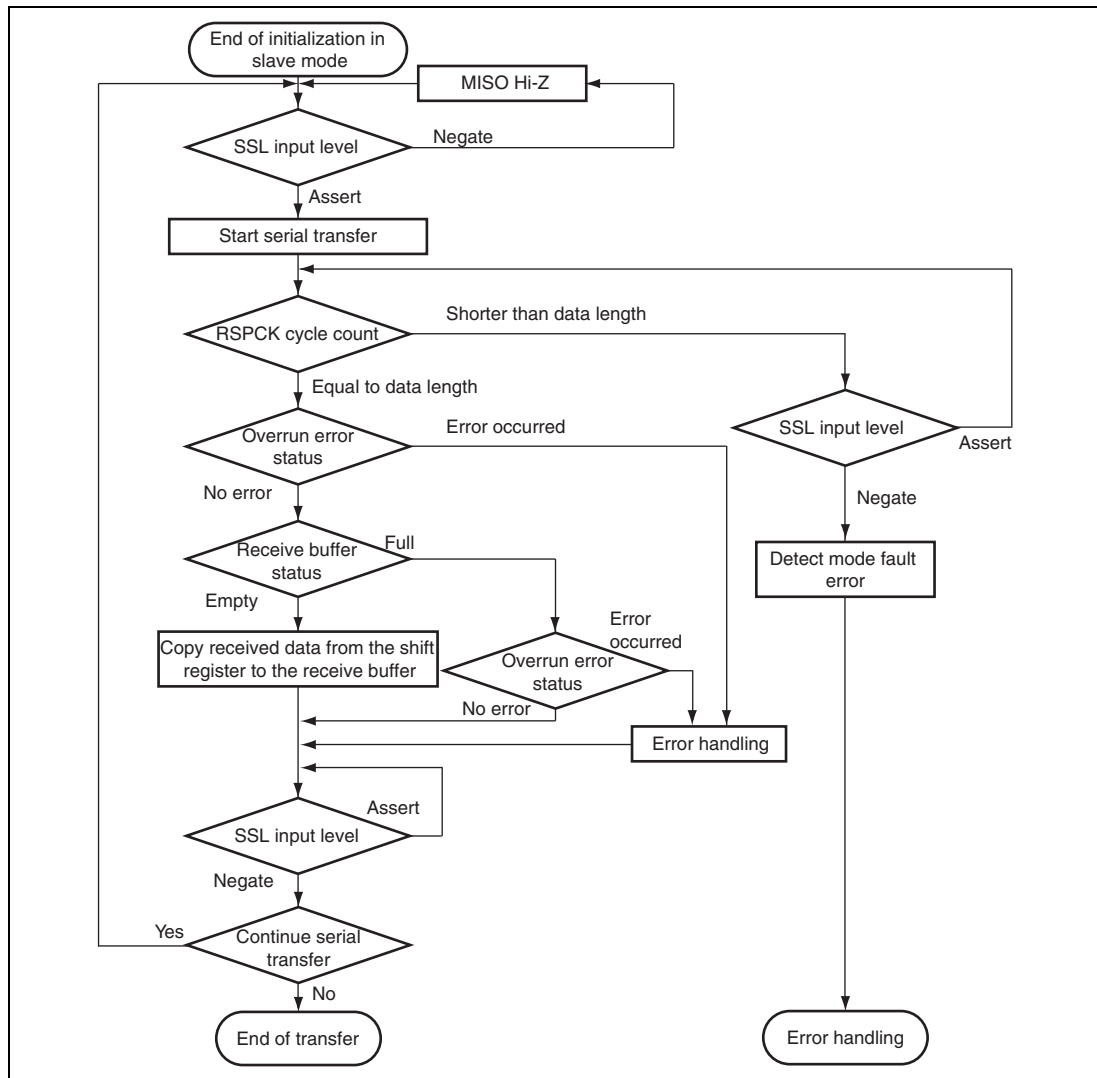 End of initialization in
slave mode
MISO Hi-Z
SSL input level
Negate
Assert
Start serial transfer
RSPCK cycle count
Shorter than data length
Equal to data length
SSL input level
Assert
Negate
Overrun error
status
Error occurred
No error
Receive buffer
status
Full
Empty
Detect mode fault
error
Copy received data from the shift
register to the receive buffer
Error
occurred
Overrun error
status
No error
Error handling
Assert
SSL input level
Negate
Yes
Continue serial
transfer
No
End of transfer
Error handling